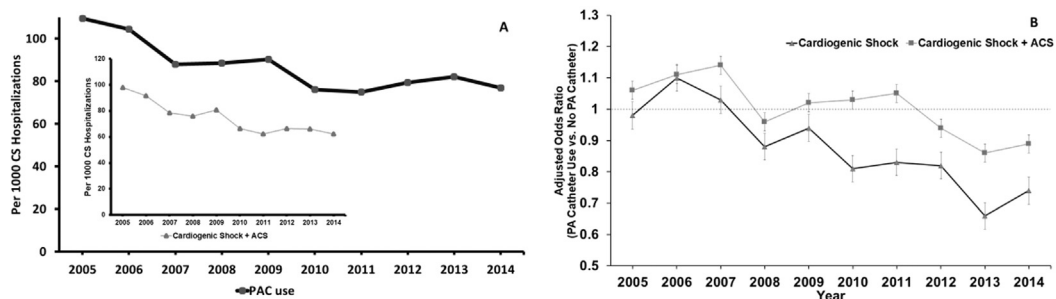 A
100
80
60
40
20
0
Per 1000 CS Hospitalizations
120
100
80
60
40
20
0
Per 1000 CS Hospitalizations
2005 2006 2007 2008 2009 2010 2011 2012 2013 2014
Cardiogenic Shock + ACS
2005 2006 2007 2008 2009 2010 2011 2012 2013 2014
PAC use
B
Cardiogenic Shock Cardiogenic Shock + ACS
1.4
1.3
1.2
1.1
1
0.9
0.8
0.7
0.6
0.5
Adjusted Odds Ratio
(PA Catheter Use vs. No PA Catheter)
2005 2006 2007 2008 2009 2010 2011 2012 2013 2014
Year